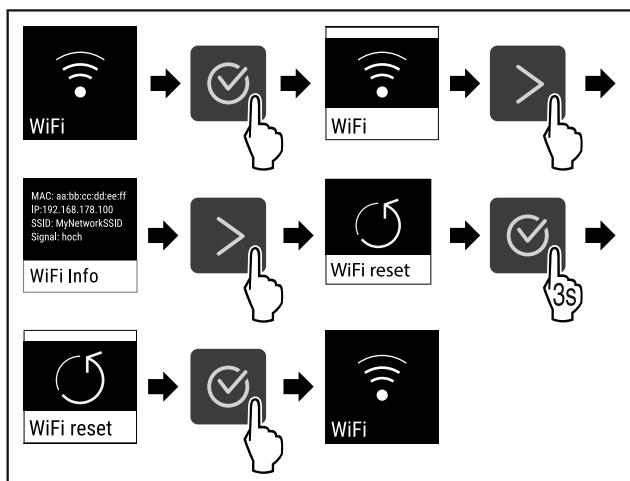 WiFi
WiFi
MAC: aa:bb:cc:dd:ee:ff
IP:192.168.178.100
SSID: MyNetworkSSID
Signal: hoch
WiFi Info
WiFi reset
3s
WiFi reset
WiFi